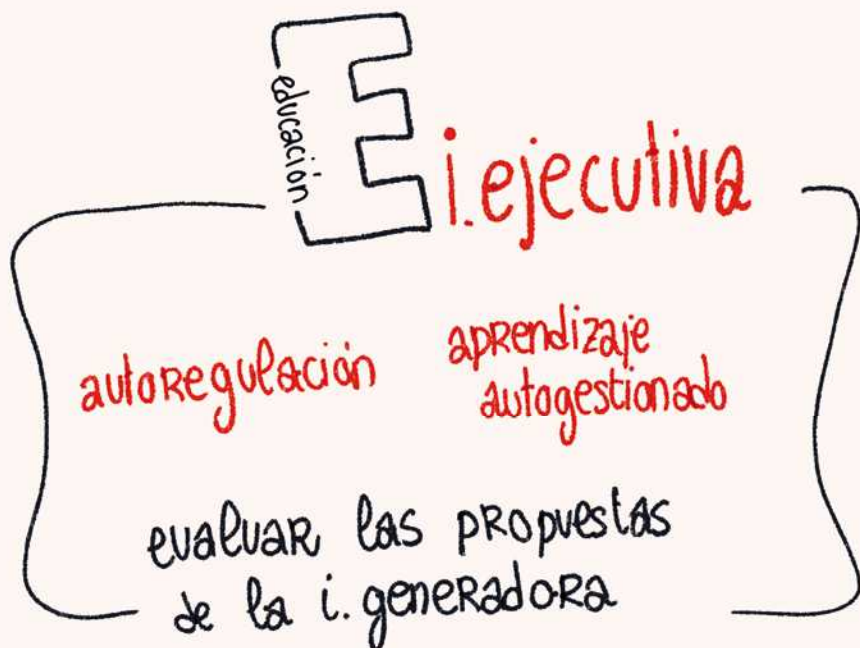 educación
E i.ejecutiva
autoregulación
aprendizaje
autogestionado
evaluar las propuestas
de la i. generadora